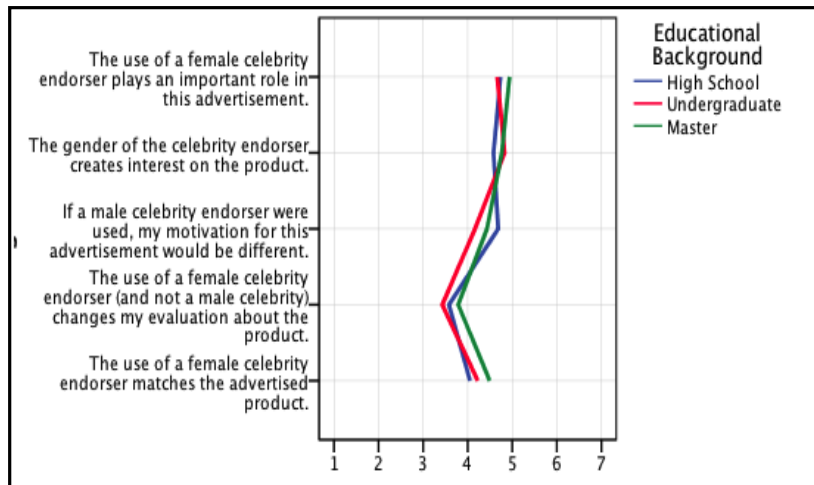 The use of a female celebrity
endorser plays an important role in
this advertisement.
The gender of the celebrity endorser
creates interest on the product.
If a male celebrity endorser were
used, my motivation for this
advertisement would be different.
The use of a female celebrity
endorser (and not a male celebrity)
changes my evaluation about the
product.
The use of a female celebrity
endorser matches the advertised
product.
1 2 3 4 5 6 7
Educational
Background
High School
Undergraduate
Master